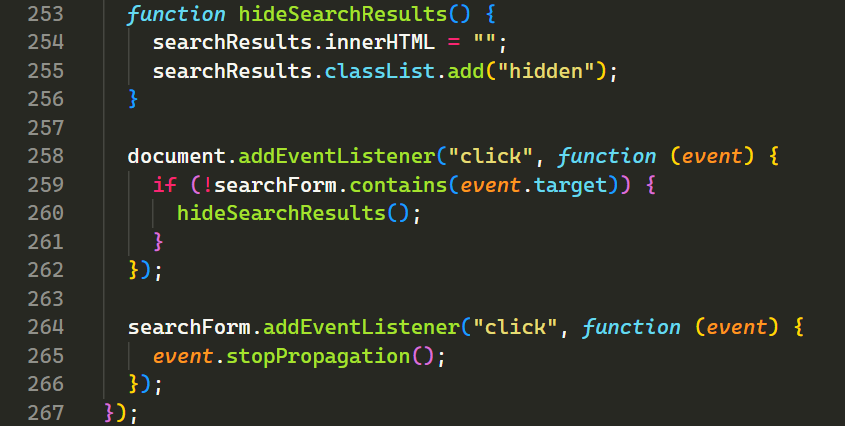 253 function hideSearchResults() {
254 searchResults.innerHTML = "";
255 searchResults.classList.add("hidden");
256 }
257
258 document.addEventListener("click", function (event) {
259 if (!searchForm.contains(event.target)) {
260 hideSearchResults();
261 }
262 });
263
264 searchForm.addEventListener("click", function (event) {
265 event.stopPropagation();
266 });
267 });